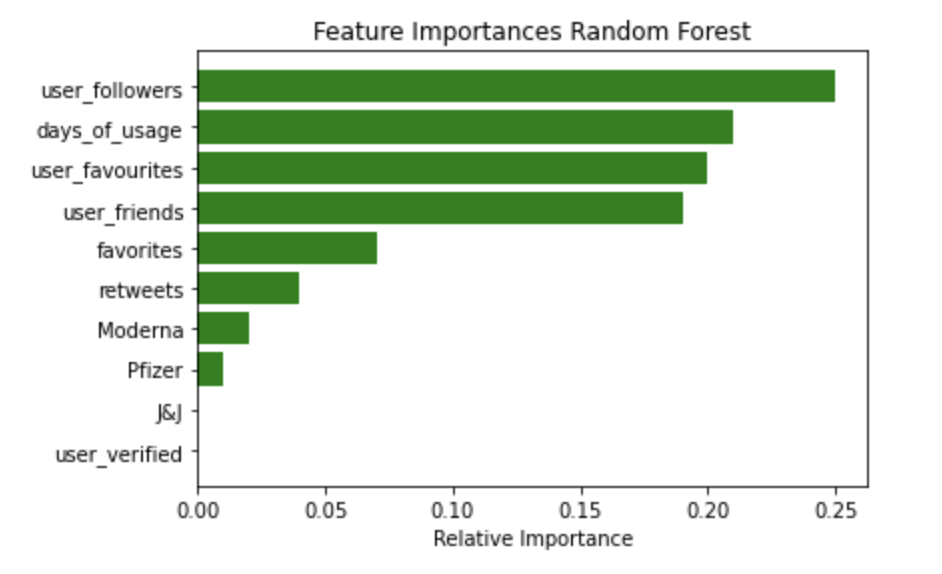 Feature Importances Random Forest
user_followers
days_of_usage
user_favourites
user_friends
favorites
retweets
Moderna
Pfizer
J&J
user_verified
0.00 0.05 0.10 0.15 0.20 0.25
Relative Importance